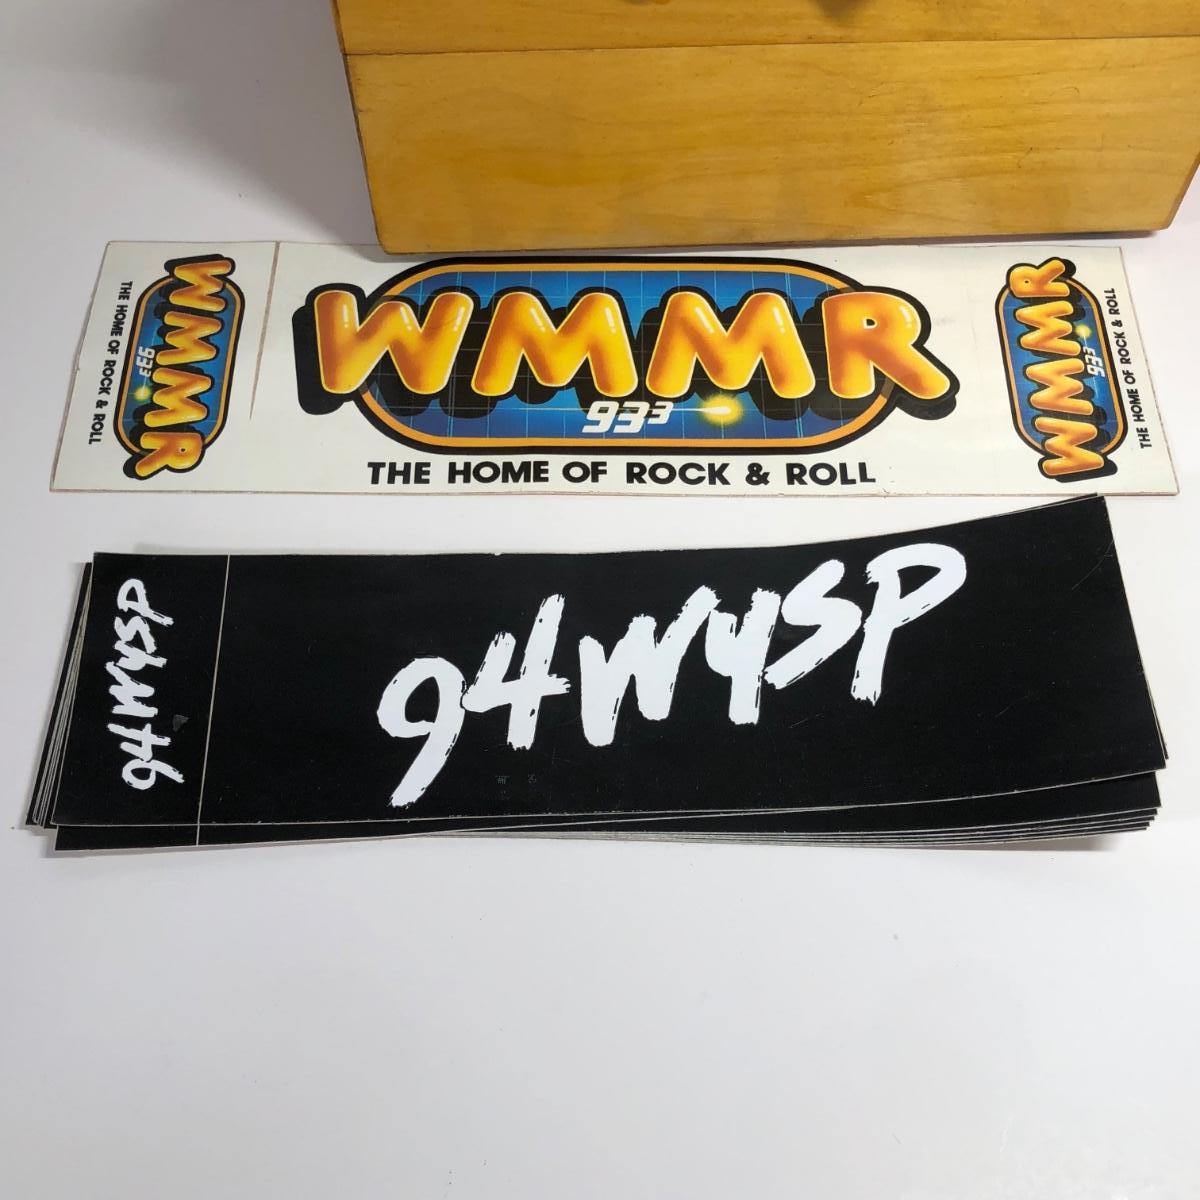 WMMR
933
THE HOME OF ROCK & ROLL
WMMR
933
THE HOME OF ROCK & ROLL
WMMR
933
THE HOME OF ROCK & ROLL
94WYSP
94WYSP